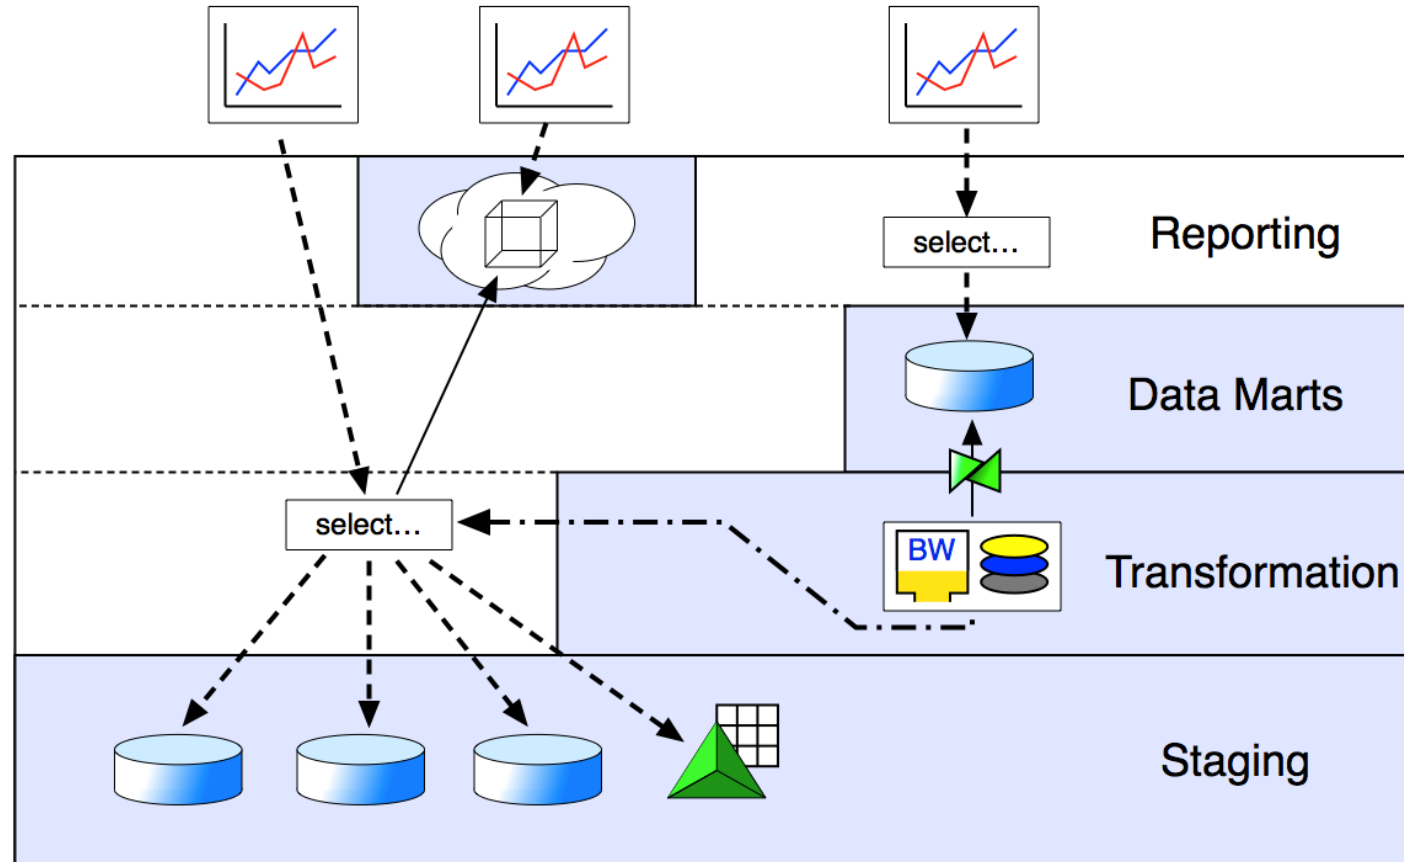 select…
Reporting
Data Marts
select…
BW
Transformation
Staging